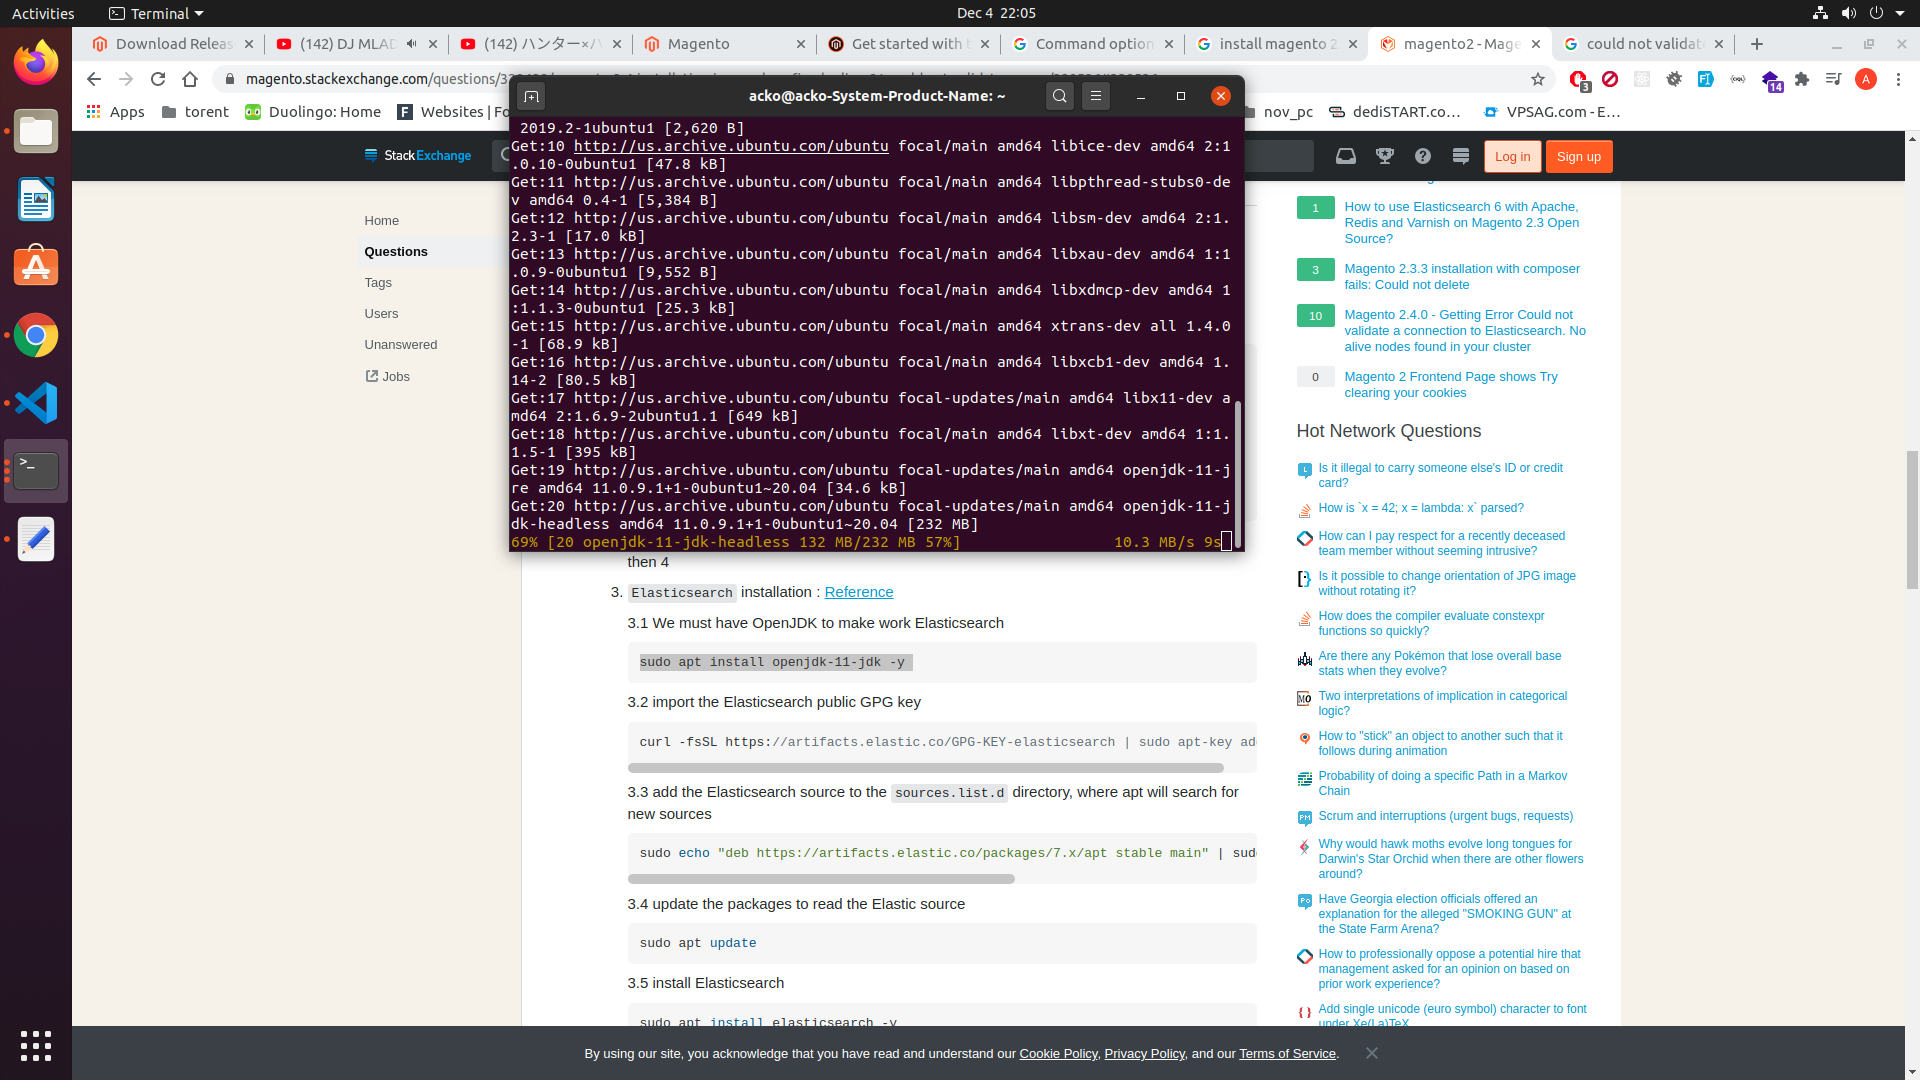 Activities
Terminal
Dec 4 22:05
Download Releas
(142) DJ MLAD
(142) ハンター×ハ
Magento
Get started with t
Command option
install magento 2.
magento2 - Mage
could not validat
magento.stackexchange.com/questions/
3
14
A
Apps
torent
Duolingo: Home
Websites | Fo
nov_pc
dediSTART.co…
VPSAG.com - E…
acko@acko-System-Product-Name: ~
2019.2-1ubuntu1 [2,620 B]
Get:10 http://us.archive.ubuntu.com/ubuntu focal/main amd64 libice-dev amd64 2:1
.0.10-0ubuntu1 [47.8 kB]
Get:11 http://us.archive.ubuntu.com/ubuntu focal/main amd64 libpthread-stubs0-de
v amd64 0.4-1 [5,384 B]
Get:12 http://us.archive.ubuntu.com/ubuntu focal/main amd64 libsm-dev amd64 2:1.
2.3-1 [17.0 kB]
Get:13 http://us.archive.ubuntu.com/ubuntu focal/main amd64 libxau-dev amd64 1:1
.0.9-0ubuntu1 [9,552 B]
Get:14 http://us.archive.ubuntu.com/ubuntu focal/main amd64 libxdmcp-dev amd64 1
:1.1.3-0ubuntu1 [25.3 kB]
Get:15 http://us.archive.ubuntu.com/ubuntu focal/main amd64 xtrans-dev all 1.4.0
-1 [68.9 kB]
Get:16 http://us.archive.ubuntu.com/ubuntu focal/main amd64 libxcb1-dev amd64 1.
14-2 [80.5 kB]
Get:17 http://us.archive.ubuntu.com/ubuntu focal-updates/main amd64 libx11-dev a
md64 2:1.6.9-2ubuntu1.1 [649 kB]
Get:18 http://us.archive.ubuntu.com/ubuntu focal/main amd64 libxt-dev amd64 1:1.
1.5-1 [395 kB]
Get:19 http://us.archive.ubuntu.com/ubuntu focal-updates/main amd64 openjdk-11-j
re amd64 11.0.9.1+1-0ubuntu1~20.04 [34.6 kB]
Get:20 http://us.archive.ubuntu.com/ubuntu focal-updates/main amd64 openjdk-11-j
dk-headless amd64 11.0.9.1+1-0ubuntu1~20.04 [232 MB]
69% [20 openjdk-11-jdk-headless 132 MB/232 MB 57%] 10.3 MB/s 9s
StackExchange
Log in
Sign up
Home
Questions
Tags
Users
Unanswered
Jobs
then 4
3. Elasticsearch installation : Reference
3.1 We must have OpenJDK to make work Elasticsearch
sudo apt install openjdk-11-jdk -y
3.2 import the Elasticsearch public GPG key
curl -fsSL https://artifacts.elastic.co/GPG-KEY-elasticsearch | sudo apt-key ad
3.3 add the Elasticsearch source to the sources.list.d directory, where apt will search for
new sources
sudo echo "deb https://artifacts.elastic.co/packages/7.x/apt stable main" | sud
3.4 update the packages to read the Elastic source
sudo apt update
3.5 install Elasticsearch
sudo apt install elasticsearch -y
1 How to use Elasticsearch 6 with Apache,
Redis and Varnish on Magento 2.3 Open
Source?
3 Magento 2.3.3 installation with composer
fails: Could not delete
10 Magento 2.4.0 - Getting Error Could not
validate a connection to Elasticsearch. No
alive nodes found in your cluster
0 Magento 2 Frontend Page shows Try
clearing your cookies
Hot Network Questions
Is it illegal to carry someone else's ID or credit
card?
How is `x = 42; x = lambda: x` parsed?
How can I pay respect for a recently deceased
team member without seeming intrusive?
Is it possible to change orientation of JPG image
without rotating it?
How does the compiler evaluate constexpr
functions so quickly?
Are there any Pokémon that lose overall base
stats when they evolve?
Two interpretations of implication in categorical
logic?
How to "stick" an object to another such that it
follows during animation
Probability of doing a specific Path in a Markov
Chain
Scrum and interruptions (urgent bugs, requests)
Why would hawk moths evolve long tongues for
Darwin's Star Orchid when there are other flowers
around?
Have Georgia election officials offered an
explanation for the alleged "SMOKING GUN" at
the State Farm Arena?
How to professionally oppose a potential hire that
management asked for an opinion on based on
prior work experience?
Add single unicode (euro symbol) character to font
under Xe(La)TeX
By using our site, you acknowledge that you have read and understand our Cookie Policy, Privacy Policy, and our Terms of Service.